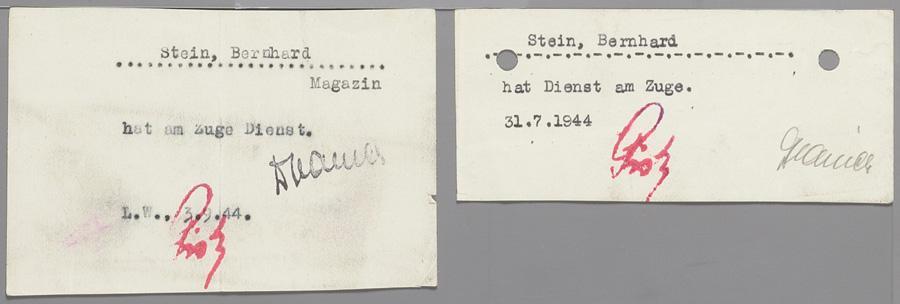 Stein, Bernhard
Magazin
hat am Zuge Dienst.
L.W., 3.9.44.
Stein, Bernhard
hat Dienst am Zuge.
31.7.1944